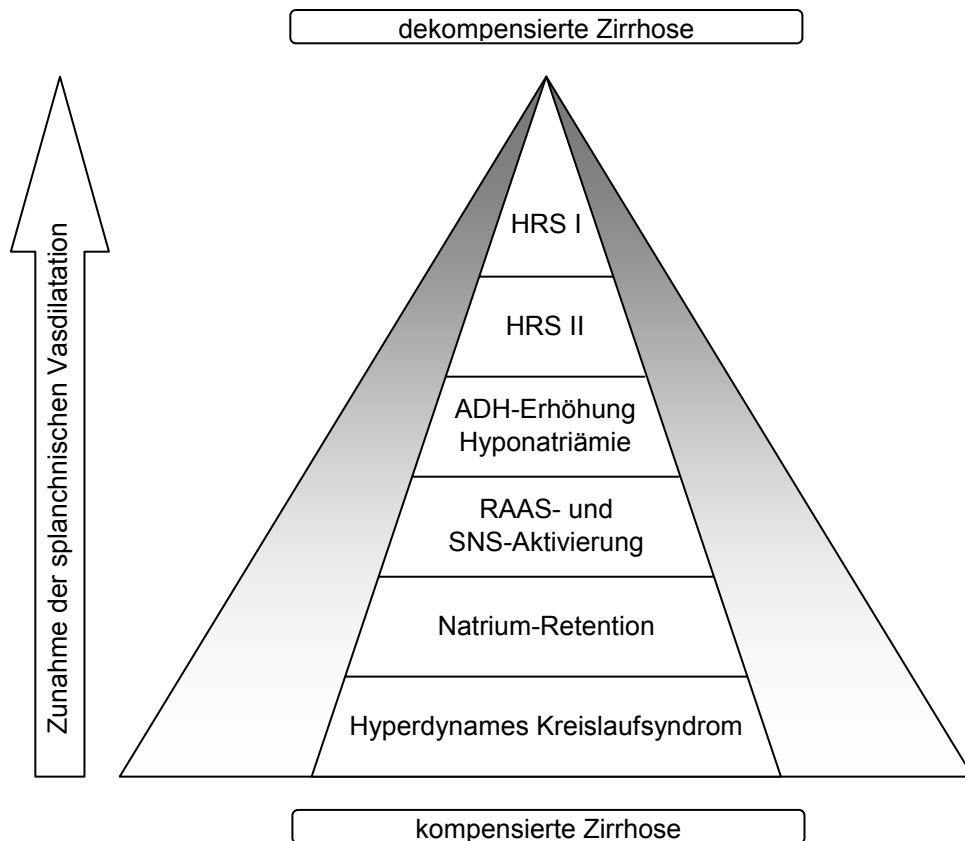 dekompensierte Zirrhose
Zunahme der splanchnischen Vasdilatation
HRS I
HRS II
ADH-Erhöhung
Hyponatriämie
RAAS- und
SNS-Aktivierung
Natrium-Retention
Hyperdynames Kreislaufsyndrom
kompensierte Zirrhose